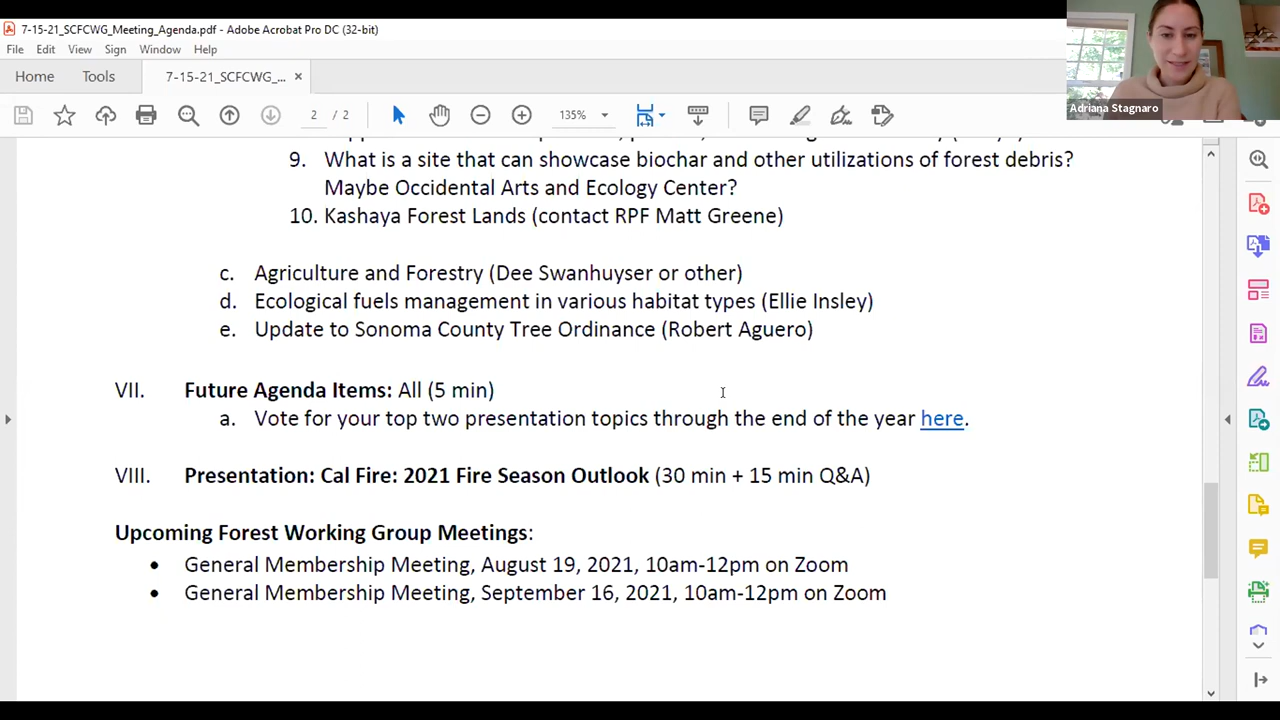 7-15-21_SCFCWG_Meeting_Agenda.pdf - Adobe Acrobat Pro DC (32-bit)
File Edit View Sign Window Help
Home Tools 7-15-21_SCFCWG_... ×
2 / 2 135%
Adriana Stagnaro
9. What is a site that can showcase biochar and other utilizations of forest debris?
Maybe Occidental Arts and Ecology Center?
10. Kashaya Forest Lands (contact RPF Matt Greene)
c. Agriculture and Forestry (Dee Swanhuyser or other)
d. Ecological fuels management in various habitat types (Ellie Insley)
e. Update to Sonoma County Tree Ordinance (Robert Aguero)
VII. Future Agenda Items: All (5 min)
a. Vote for your top two presentation topics through the end of the year here.
VIII. Presentation: Cal Fire: 2021 Fire Season Outlook (30 min + 15 min Q&A)
Upcoming Forest Working Group Meetings:
• General Membership Meeting, August 19, 2021, 10am-12pm on Zoom
• General Membership Meeting, September 16, 2021, 10am-12pm on Zoom